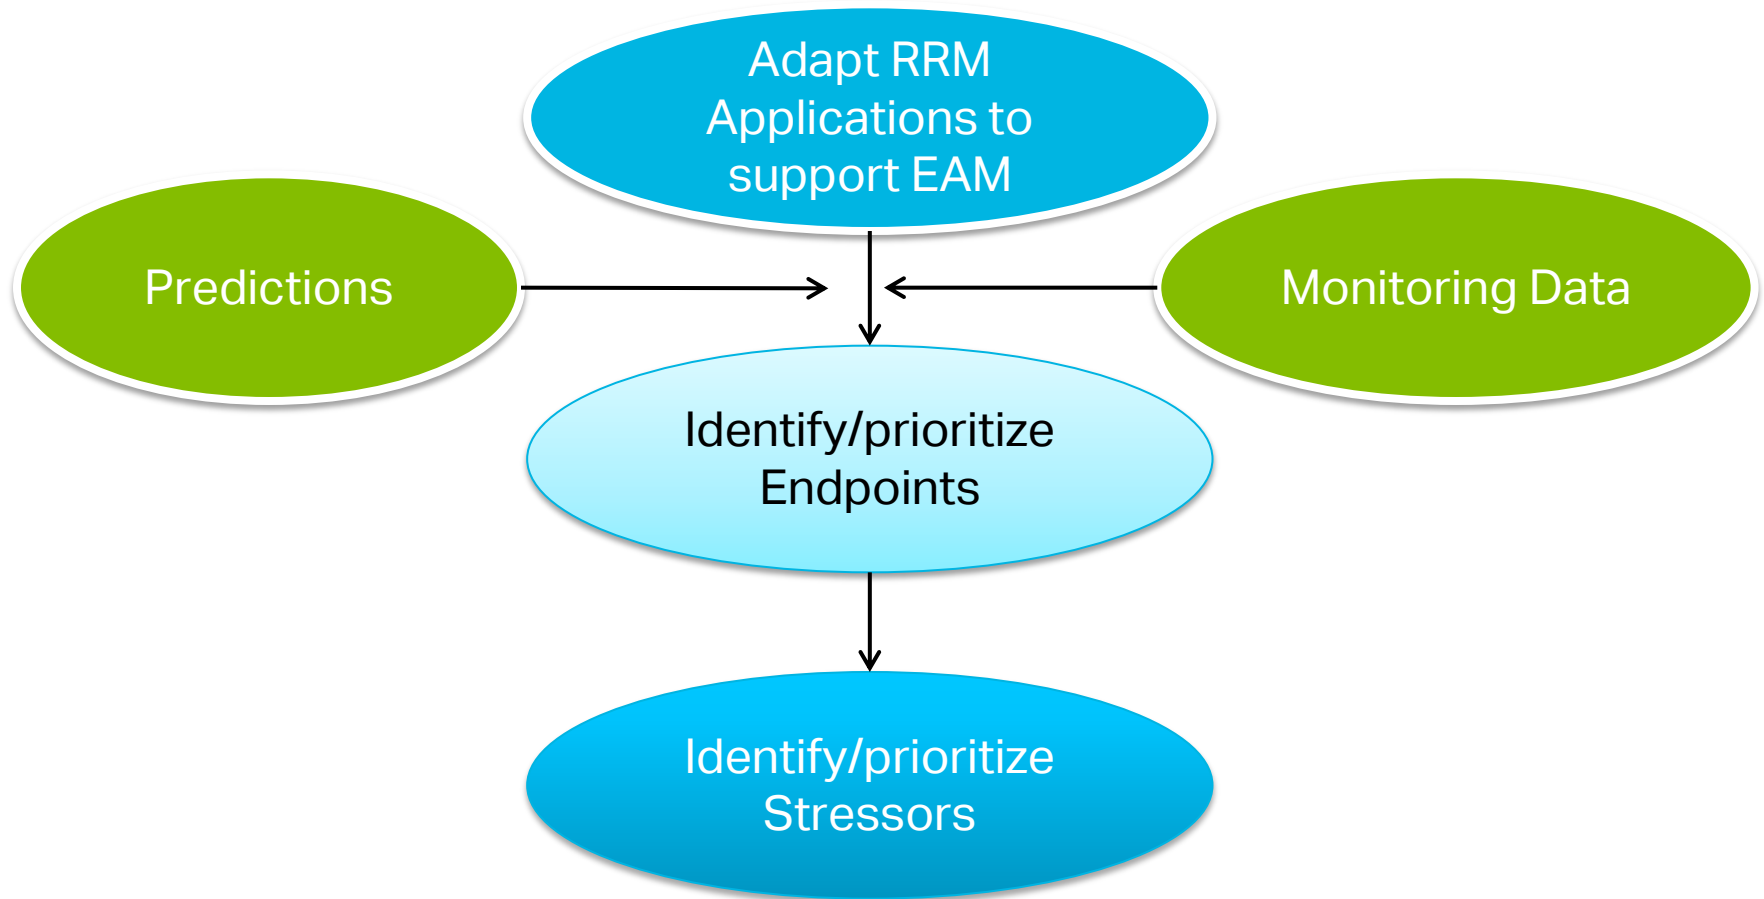 Adapt RRM
Applications to
support EAM
Predictions
Monitoring Data
Identify/prioritize
Endpoints
Identify/prioritize
Stressors